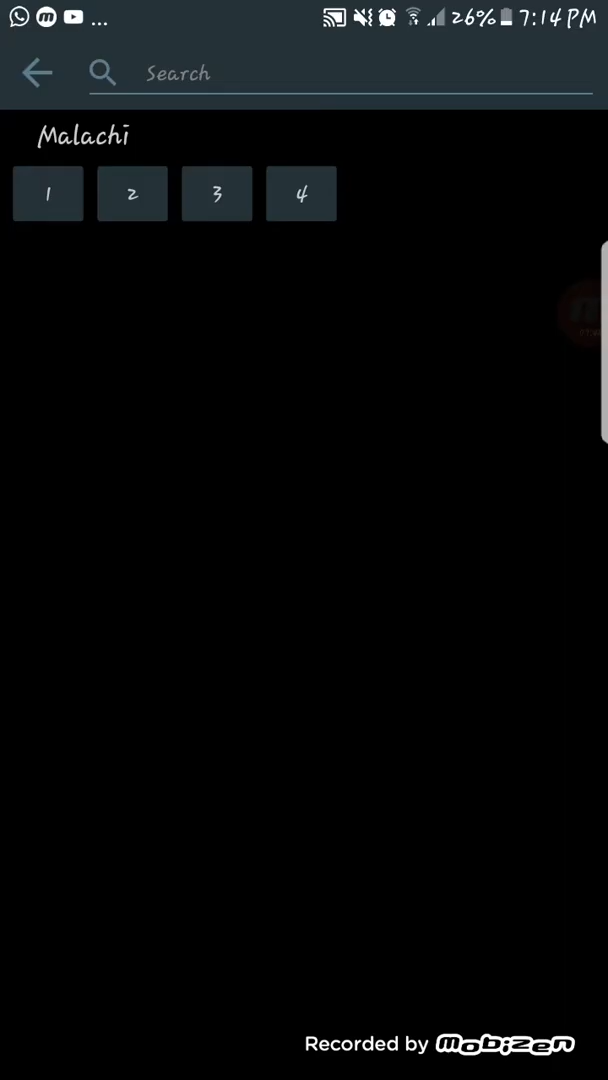 ... 26% 7:14 PM
Search
Malachi
1 2 3 4
Recorded by mobizen